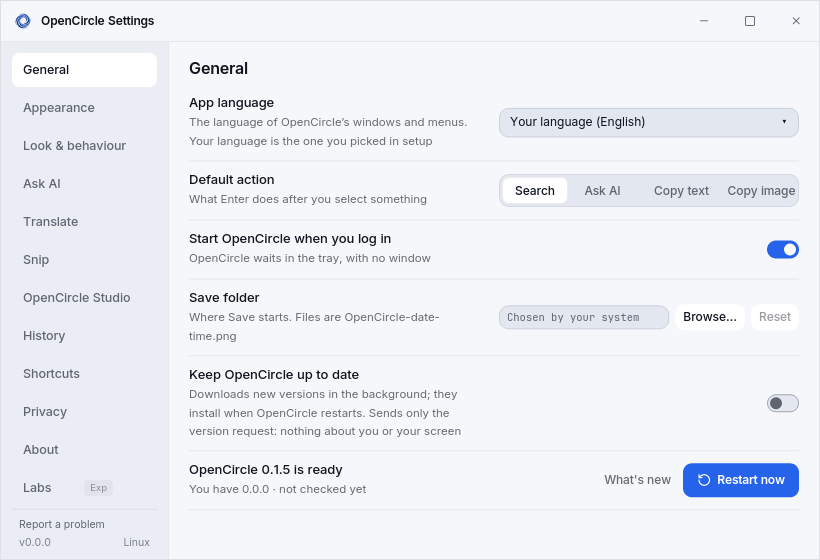 OpenCircle Settings
General
Appearance
Look & behaviour
Ask AI
Translate
Snip
OpenCircle Studio
History
Shortcuts
Privacy
About
Labs Exp
Report a problem
v0.0.0 Linux
General
App language
The language of OpenCircle's windows and menus.
Your language is the one you picked in setup
Your language (English)
Default action
What Enter does after you select something
Search Ask AI Copy text Copy image
Start OpenCircle when you log in
OpenCircle waits in the tray, with no window
Save folder
Where Save starts. Files are OpenCircle-date-
time.png
Chosen by your system Browse... Reset
Keep OpenCircle up to date
Downloads new versions in the background; they
install when OpenCircle restarts. Sends only the
version request: nothing about you or your screen
OpenCircle 0.1.5 is ready
You have 0.0.0 · not checked yet
What's new Restart now